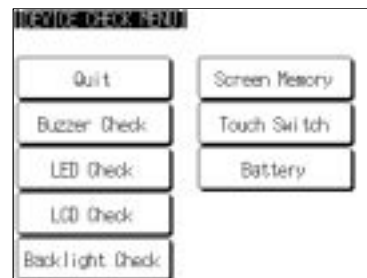 DEVICE CHECK MENU
Quit
Screen Memory
Buzzer Check
Touch Switch
LED Check
Battery
LCD Check
Backlight Check